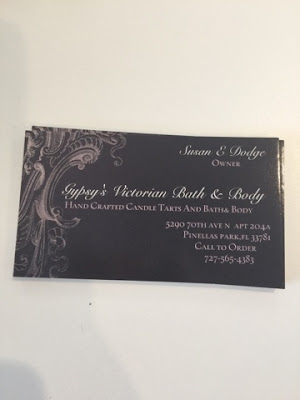 Susan E Dodge
Owner
Gypsy's Victorian Bath & Body
Hand Crafted Candle Tarts And Bath& Body
5290 70th ave n apt 204a
Pinellas park,fl 33781
Call to Order
727-565-4383